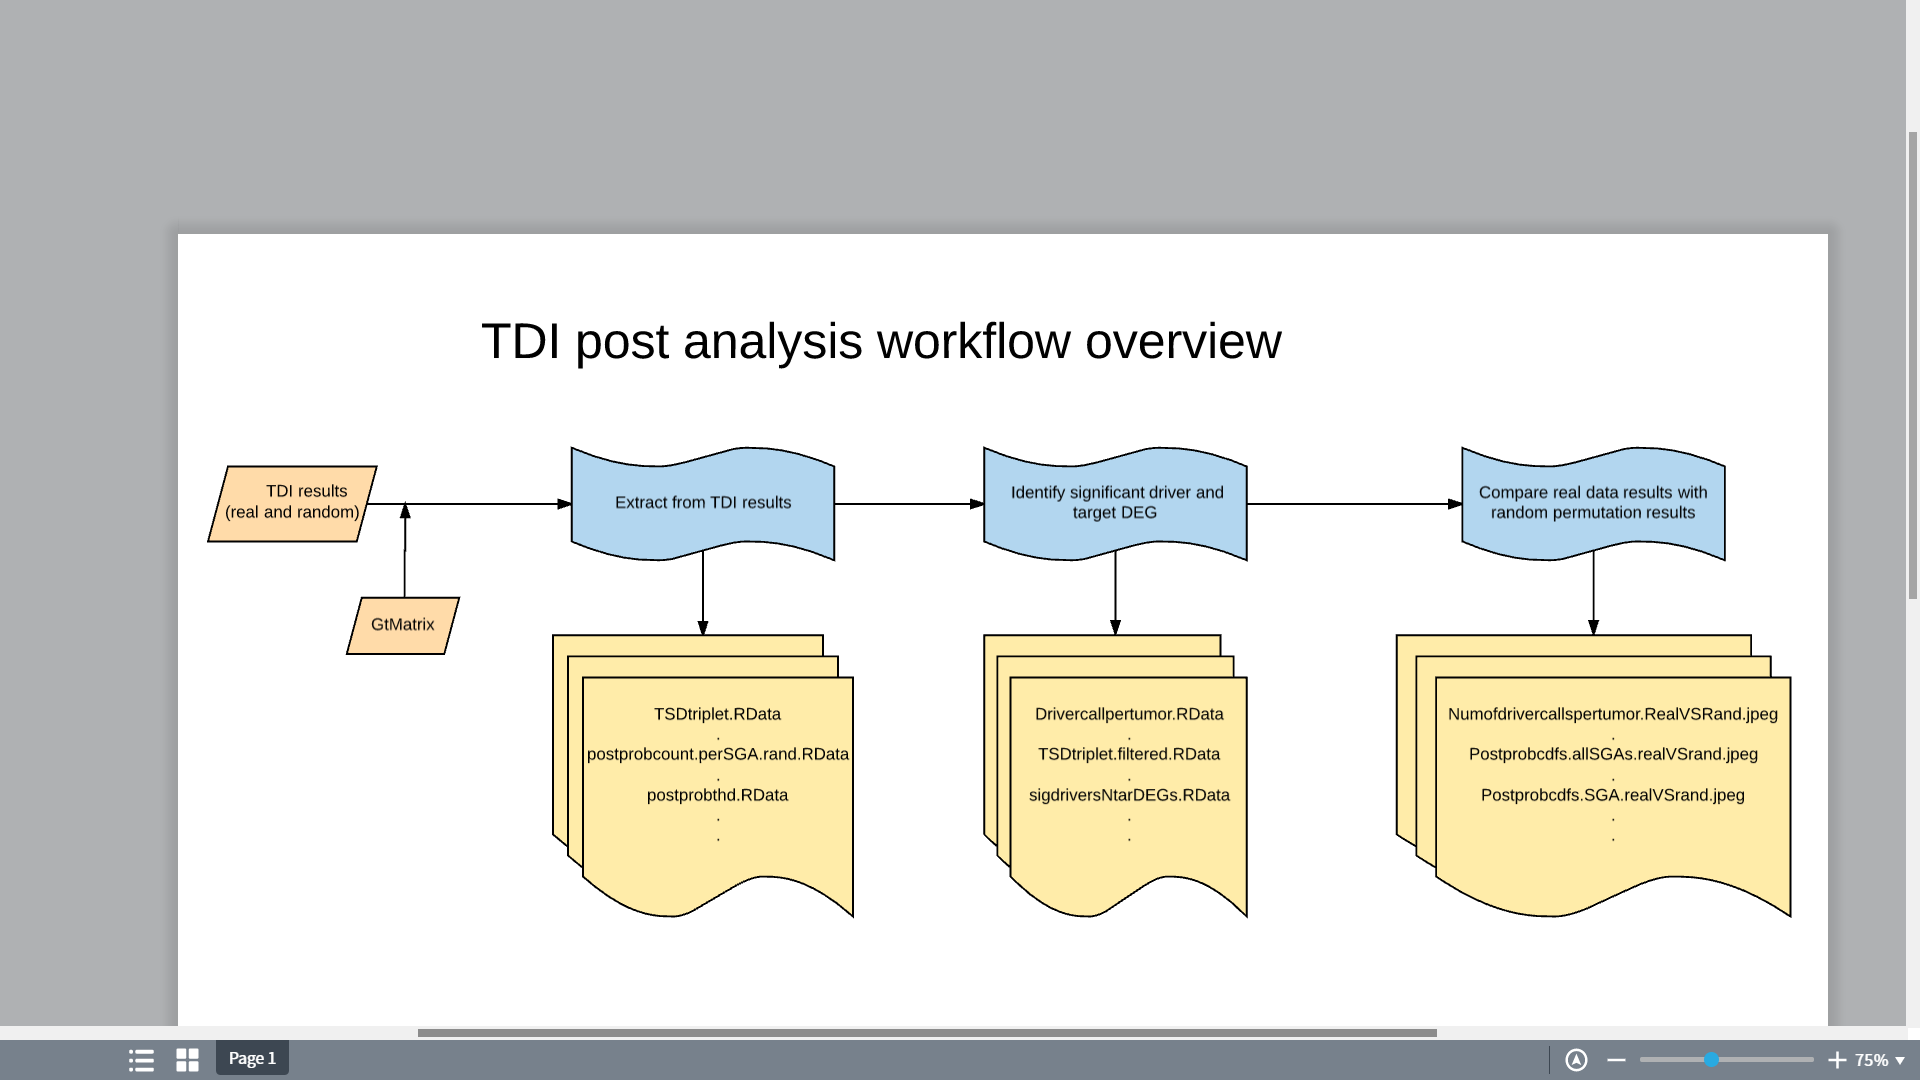 TDI post analysis workflow overview
TDI results
(real and random)
GtMatrix
Extract from TDI results
Identify significant driver and
target DEG
Compare real data results with
random permutation results
TSDtriplet.RData
.
postprobcount.perSGA.rand.RData
.
postprobthd.RData
.
.
Drivercallpertumor.RData
.
TSDtriplet.filtered.RData
.
sigdriversNtarDEGs.RData
.
.
Numofdrivercallspertumor.RealVSRand.jpeg
.
Postprobcdfs.allSGAs.realVSrand.jpeg
.
Postprobcdfs.SGA.realVSrand.jpeg
.
.
Page 1
75%